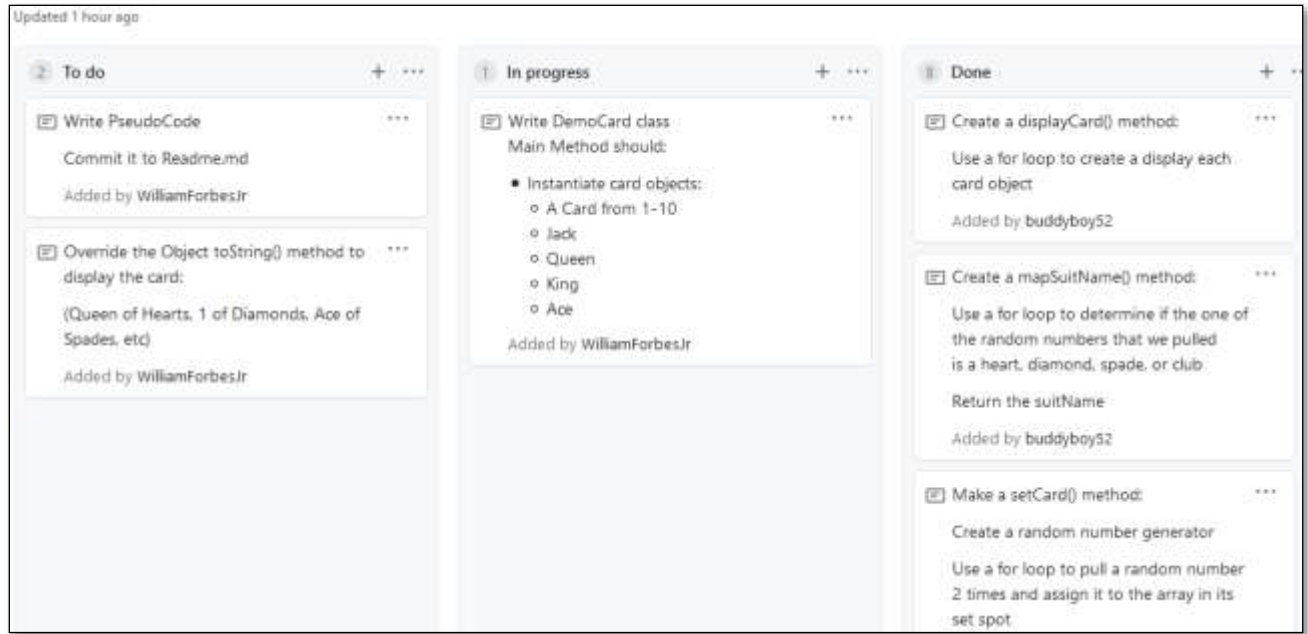 Updated 1 hour ago
2 To do
Write PseudoCode
Commit it to Readme.md
Added by WilliamForbesJr
Override the Object toString() method to
display the card:
(Queen of Hearts, 1 of Diamonds, Ace of
Spades, etc)
Added by WilliamForbesJr
1 In progress
Write DemoCard class
Main Method should:
Instantiate card objects:
A Card from 1-10
Jack
Queen
King
Ace
Added by WilliamForbesJr
8 Done
Create a displayCard() method:
Use a for loop to create a display each
card object
Added by buddyboy52
Create a mapSuitName() method:
Use a for loop to determine if the one of
the random numbers that we pulled
is a heart, diamond, spade, or club
Return the suitName
Added by buddyboy52
Make a setCard() method:
Create a random number generator
Use a for loop to pull a random number
2 times and assign it to the array in its
set spot